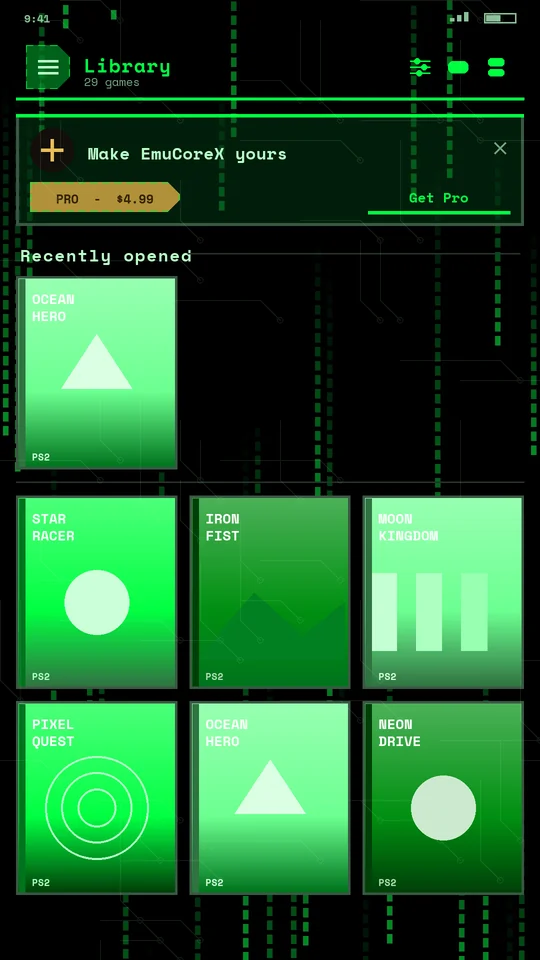 9:41
Library
29 games
Make EmuCoreX yours
PRO - $4.99
Get Pro
Recently opened
OCEAN
HERO
PS2
STAR
RACER
PS2
IRON
FIST
PS2
MOON
KINGDOM
PS2
PIXEL
QUEST
PS2
OCEAN
HERO
PS2
NEON
DRIVE
PS2